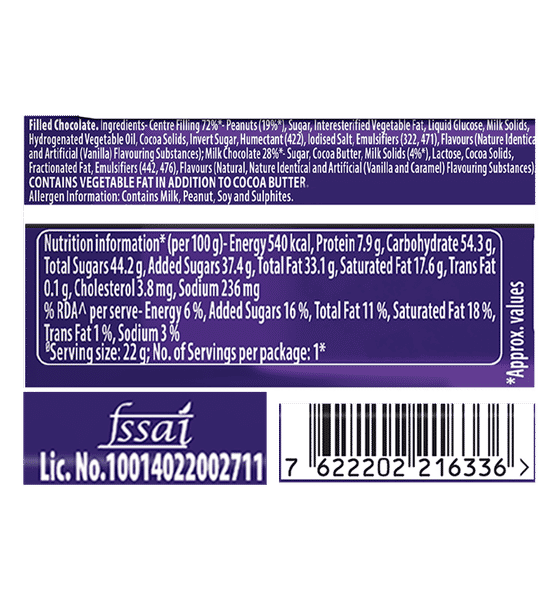 Filled Chocolate. Ingredients- Centre Filling 72%*- Peanuts (19%*), Sugar, Interesterified Vegetable Fat, Liquid Glucose, Milk Solids,
Hydrogenated Vegetable Oil, Cocoa Solids, Invert Sugar, Humectant (422), Iodised Salt, Emulsifiers (322, 471), Flavours (Nature Identical
and Artificial (Vanilla) Flavouring Substances); Milk Chocolate 28%*- Sugar, Cocoa Butter, Milk Solids (4%*), Lactose, Cocoa Solids,
Fractionated Fat, Emulsifiers (442, 476), Flavours (Natural, Nature Identical and Artificial (Vanilla and Caramel) Flavouring Substances)
CONTAINS VEGETABLE FAT IN ADDITION TO COCOA BUTTER.
Allergen Information: Contains Milk, Peanut, Soy and Sulphites.
Nutrition information* (per 100 g)- Energy 540 kcal, Protein 7.9 g, Carbohydrate 54.3 g,
Total Sugars 44.2 g, Added Sugars 37.4 g, Total Fat 33.1 g, Saturated Fat 17.6 g, Trans Fat
0.1 g, Cholesterol 3.8 mg, Sodium 236 mg
% RDA^ per serve- Energy 6 %, Added Sugars 16 %, Total Fat 11 %, Saturated Fat 18 %,
Trans Fat 1 %, Sodium 3 %
Serving size: 22 g; No. of Servings per package: 1*
*Approx. values
fssai
Lic. No.10014022002711
7 622202 216336 >